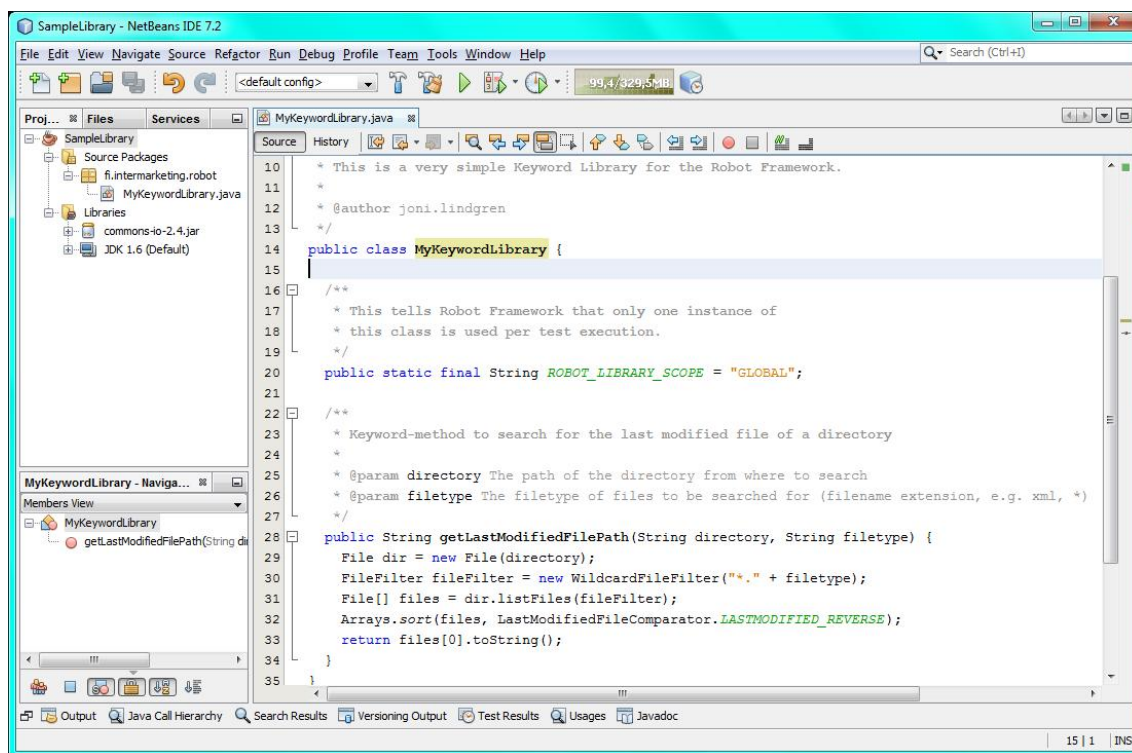 SampleLibrary - NetBeans IDE 7.2
File Edit View Navigate Source Refactor Run Debug Profile Team Tools Window Help
Search (Ctrl+I)
<default config>
99,4/329,5MB
Proj... Files Services
SampleLibrary
Source Packages
fi.intermarketing.robot
MyKeywordLibrary.java
Libraries
commons-io-2.4.jar
JDK 1.6 (Default)
MyKeywordLibrary - Naviga...
Members View
MyKeywordLibrary
getLastModifiedFilePath(String di
MyKeywordLibrary.java
Source History
10 * This is a very simple Keyword Library for the Robot Framework.
11 *
12 * @author joni.lindgren
13 */
14 public class MyKeywordLibrary {
15
16 /**
17 * This tells Robot Framework that only one instance of
18 * this class is used per test execution.
19 */
20 public static final String ROBOT_LIBRARY_SCOPE = "GLOBAL";
21
22 /**
23 * Keyword-method to search for the last modified file of a directory
24 *
25 * @param directory The path of the directory from where to search
26 * @param filetype The filetype of files to be searched for (filename extension, e.g. xml, *)
27 */
28 public String getLastModifiedFilePath(String directory, String filetype) {
29 File dir = new File(directory);
30 FileFilter fileFilter = new WildcardFileFilter("*." + filetype);
31 File[] files = dir.listFiles(fileFilter);
32 Arrays.sort(files, LastModifiedFileComparator.LASTMODIFIED_REVERSE);
33 return files[0].toString();
34 }
35 }
Output Java Call Hierarchy Search Results Versioning Output Test Results Usages Javadoc
15 | 1 INS